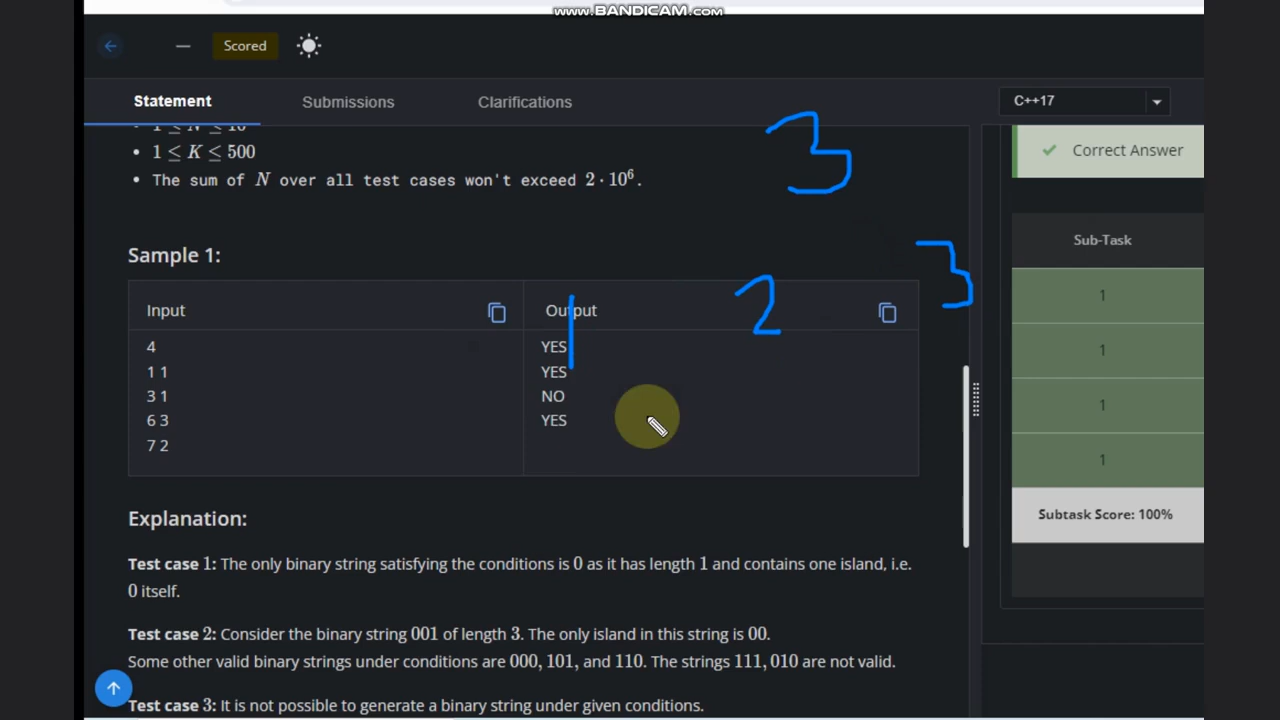 www.BANDICAM.com
Scored
Statement Submissions Clarifications C++17
1 ≤ K ≤ 500
The sum of N over all test cases won't exceed 2 · 10⁶.
Correct Answer
3
Sample 1:
Sub-Task
3
Input Output
2
1
1
4 YES
1 1 YES
3 1 NO
6 3 YES
7 2
1
1
1
Subtask Score: 100%
Explanation:
Test case 1: The only binary string satisfying the conditions is 0 as it has length 1 and contains one island, i.e.
0 itself.
Test case 2: Consider the binary string 001 of length 3. The only island in this string is 00.
Some other valid binary strings under conditions are 000, 101, and 110. The strings 111, 010 are not valid.
Test case 3: It is not possible to generate a binary string under given conditions.